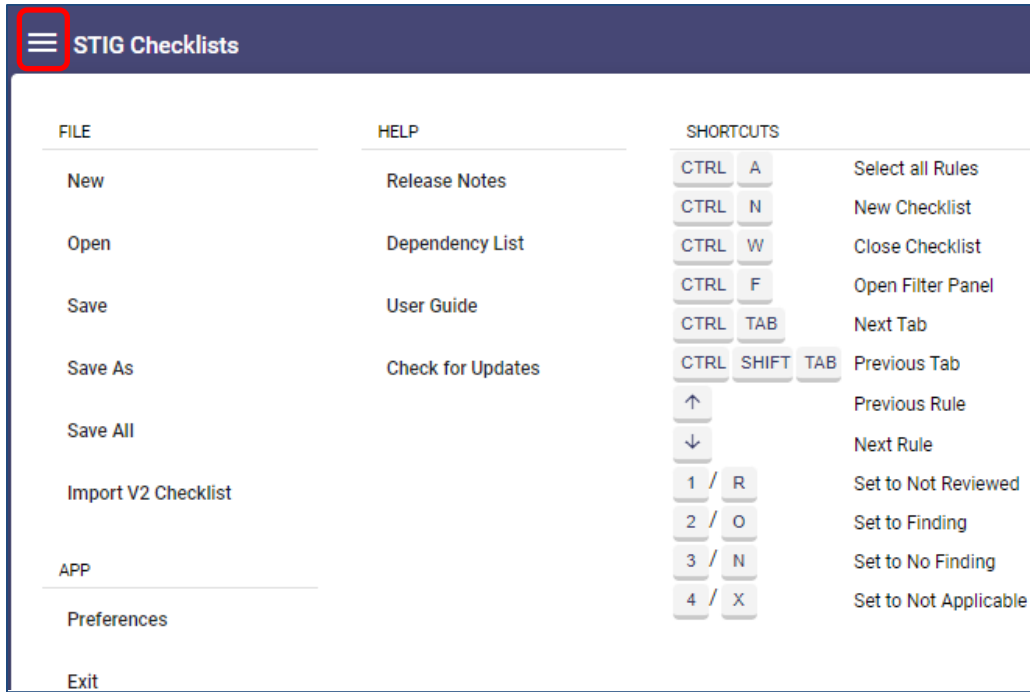 STIG Checklists
FILE
New
Open
Save
Save As
Save All
Import V2 Checklist
APP
Preferences
Exit
HELP
Release Notes
Dependency List
User Guide
Check for Updates
SHORTCUTS
CTRL A Select all Rules
CTRL N New Checklist
CTRL W Close Checklist
CTRL F Open Filter Panel
CTRL TAB Next Tab
CTRL SHIFT TAB Previous Tab
↑ Previous Rule
↓ Next Rule
1 / R Set to Not Reviewed
2 / O Set to Finding
3 / N Set to No Finding
4 / X Set to Not Applicable